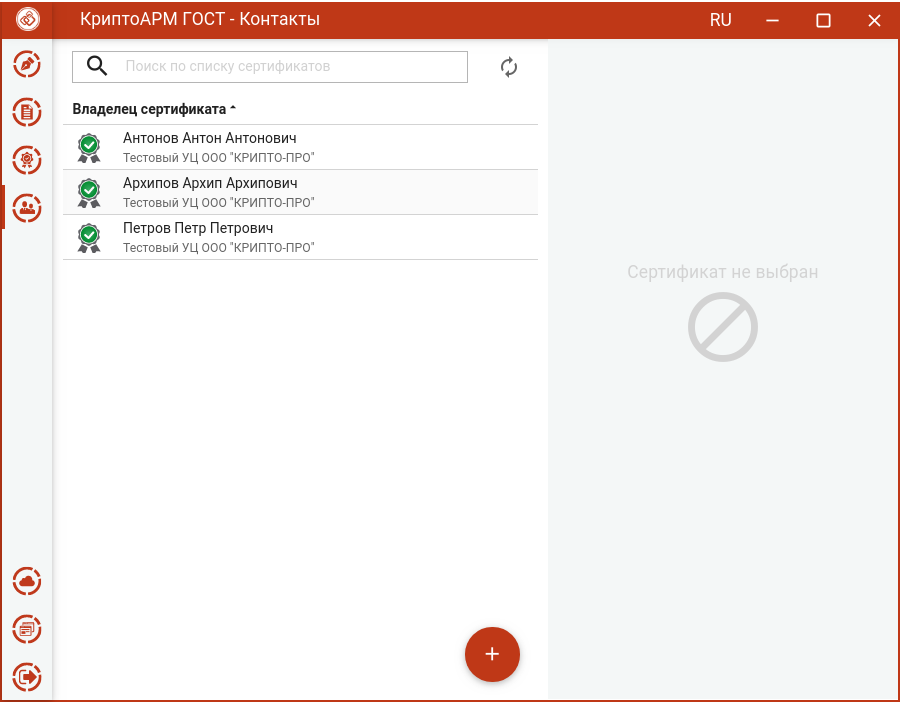 КриптоАРМ ГОСТ - Контакты
RU
Поиск по списку сертификатов
Владелец сертификата
Антонов Антон Антонович
Тестовый УЦ ООО "КРИПТО-ПРО"
Архипов Архип Архипович
Тестовый УЦ ООО "КРИПТО-ПРО"
Петров Петр Петрович
Тестовый УЦ ООО "КРИПТО-ПРО"
Сертификат не выбран